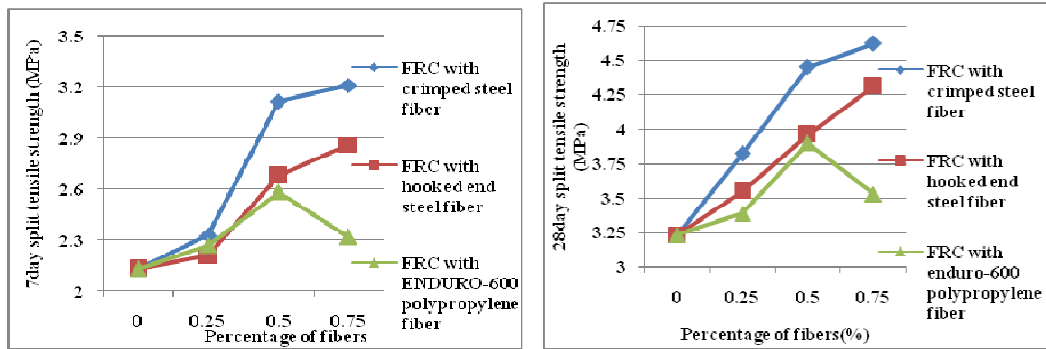 3.5
3.2
2.9
2.6
2.3
2
7day split tensile strength (MPa)
0 0.25 0.5 0.75
Percentage of fibers
FRC with
crimped steel
fiber
FRC with
hooked end
steel fiber
FRC with
ENDURO-600
polypropylene
fiber
4.75
4.5
4.25
4
3.75
3.5
3.25
3
28day split tensile strength
(MPa)
0 0.25 0.5 0.75
Percentage of fibers(%)
FRC with
crimped steel
fiber
FRC with
hooked end
steel fiber
FRC with
enduro-600
polypropylene
fiber